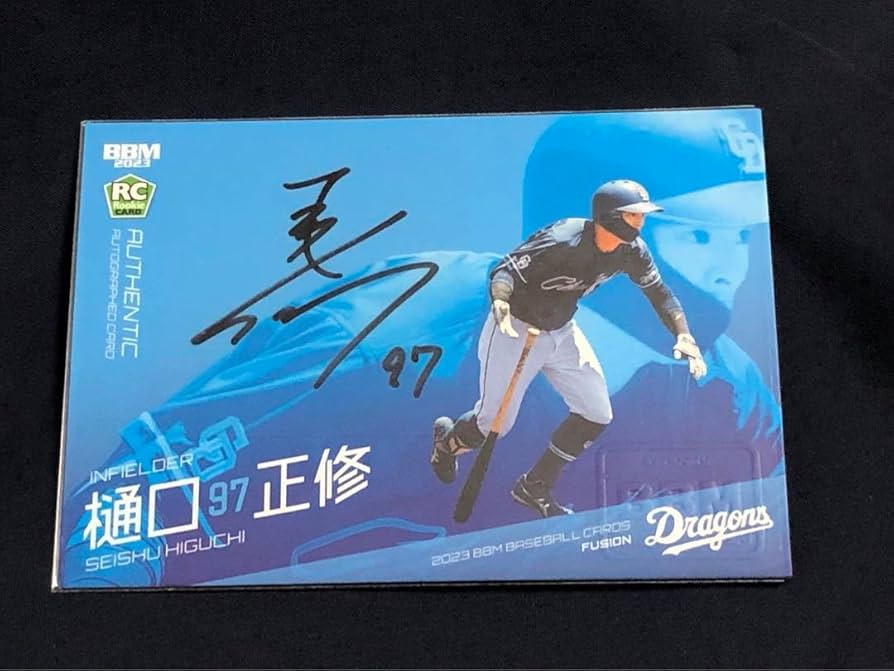 BBM
2023
RC
Rookie
CARD
AUTHENTIC
AUTOGRAPHED CARD
97
INFIELDER
樋口 97 正修
SEISHU HIGUCHI
2023 BBM BASEBALL CARDS
FUSION
Dragons
BBM